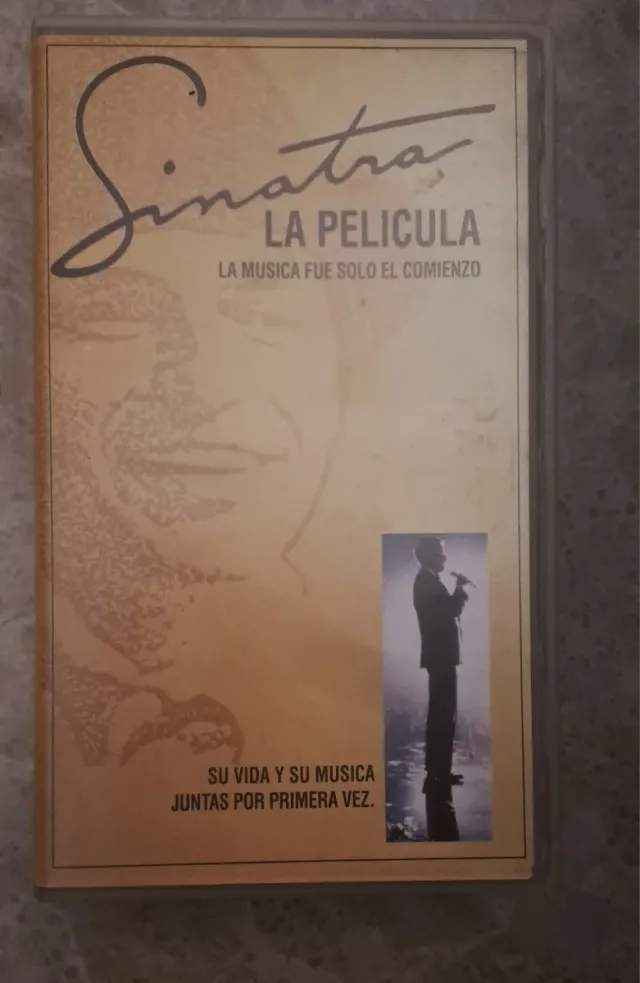 Sinatra
LA PELICULA
LA MUSICA FUE SOLO EL COMIENZO
SU VIDA Y SU MUSICA
JUNTAS POR PRIMERA VEZ.